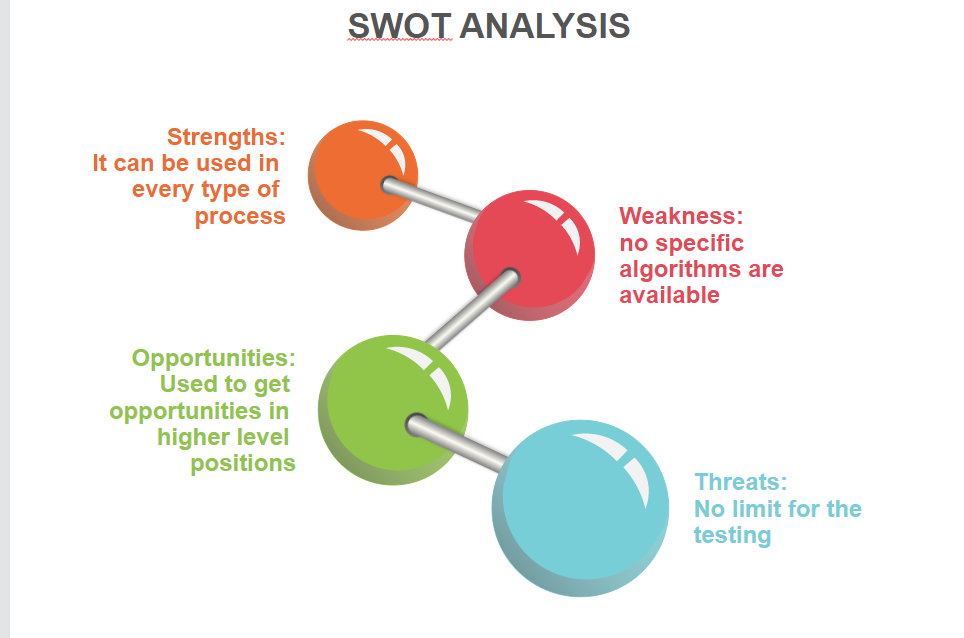 SWOT ANALYSIS
Strengths:
It can be used in
every type of
process
Weakness:
no specific
algorithms are
available
Opportunities:
Used to get
opportunities in
higher level
positions
Threats:
No limit for the
testing